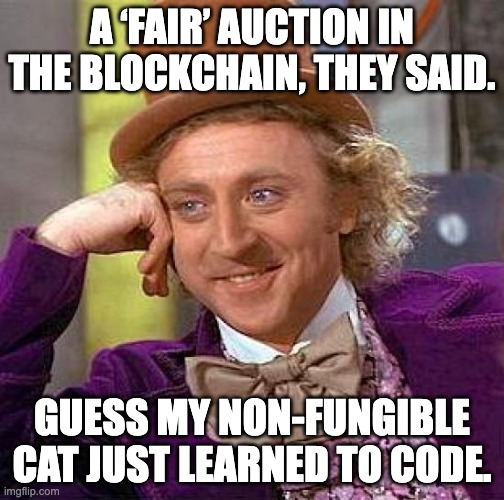 A ‘FAIR’ AUCTION IN
THE BLOCKCHAIN, THEY SAID.
GUESS MY NON-FUNGIBLE
CAT JUST LEARNED TO CODE.
imgflip.com